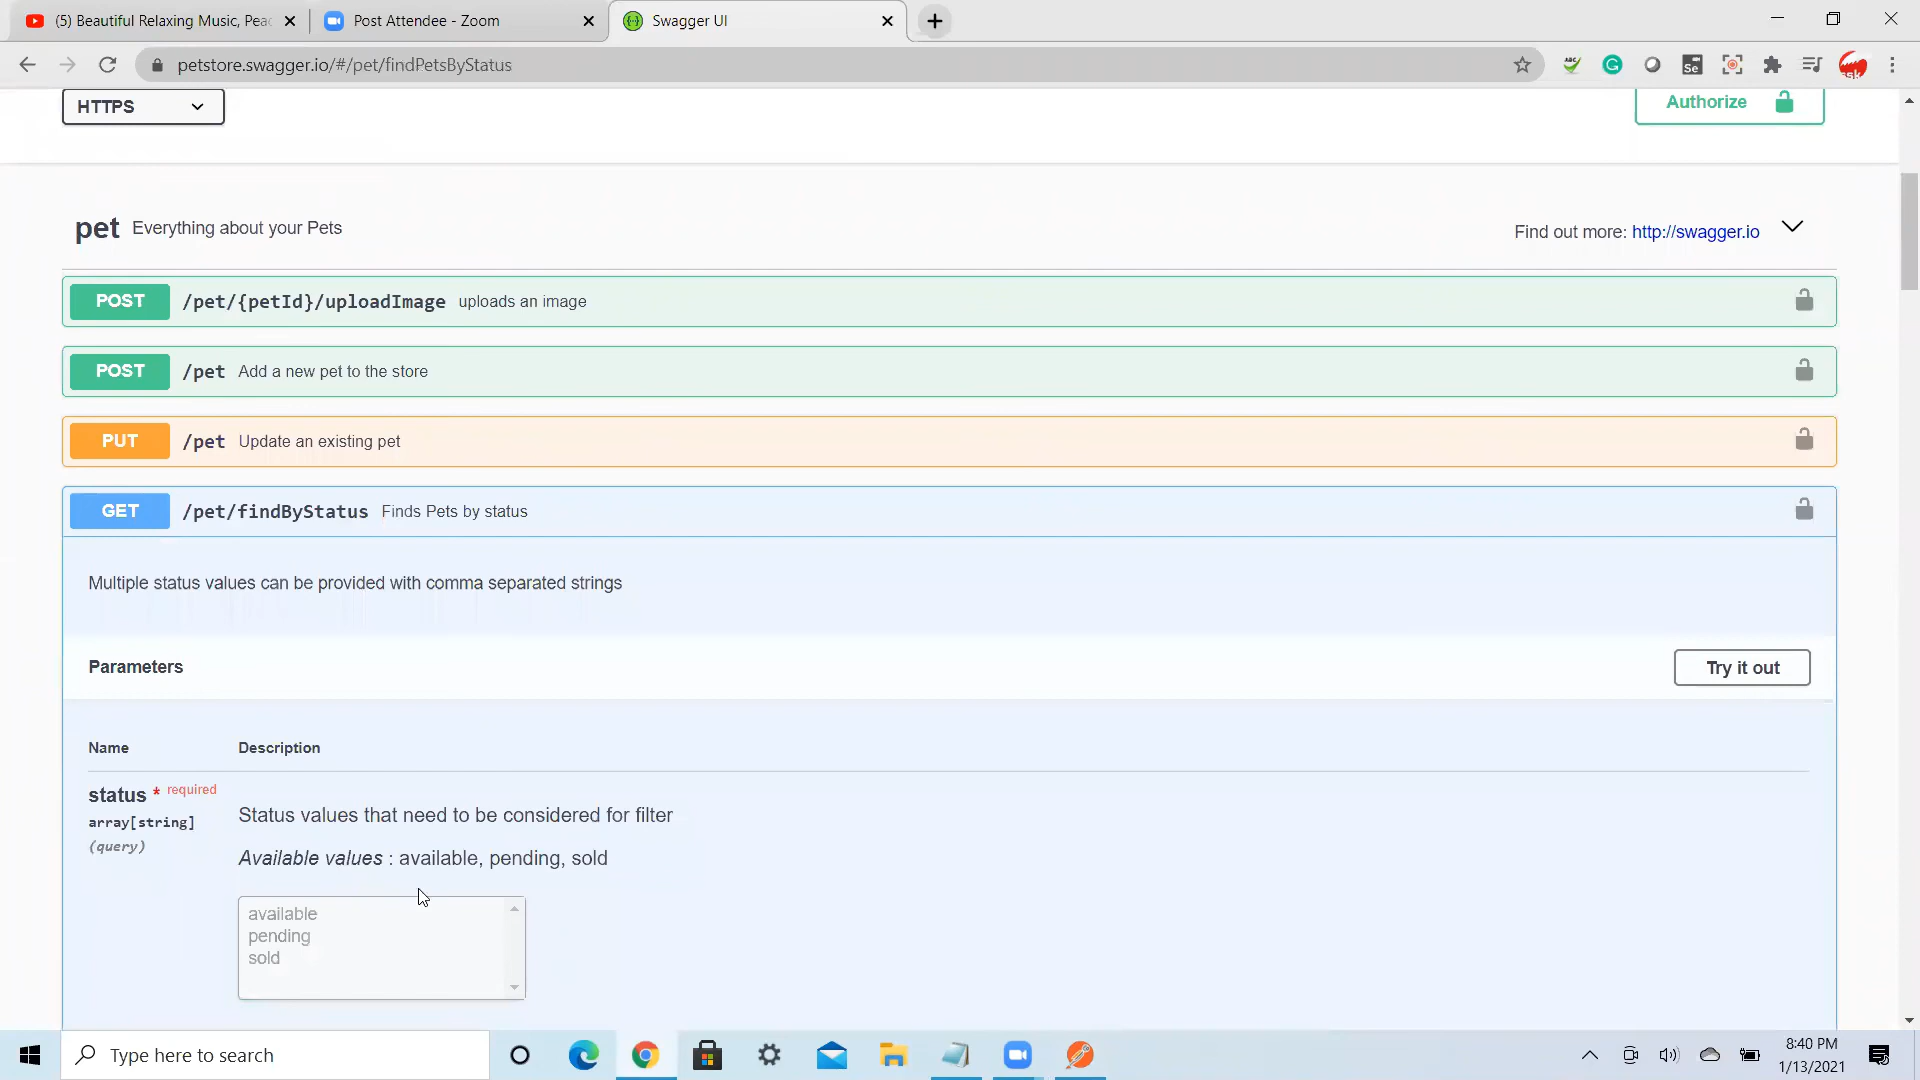 (5) Beautiful Relaxing Music, Peac
Post Attendee - Zoom
Swagger UI
petstore.swagger.io/#/pet/findPetsByStatus
HTTPS
Authorize
pet Everything about your Pets
Find out more: http://swagger.io
POST /pet/{petId}/uploadImage uploads an image
POST /pet Add a new pet to the store
PUT /pet Update an existing pet
GET /pet/findByStatus Finds Pets by status
Multiple status values can be provided with comma separated strings
Parameters
Try it out
Name Description
status * required
array[string]
(query)
Status values that need to be considered for filter
Available values : available, pending, sold
available
pending
sold
Type here to search
8:40 PM
1/13/2021